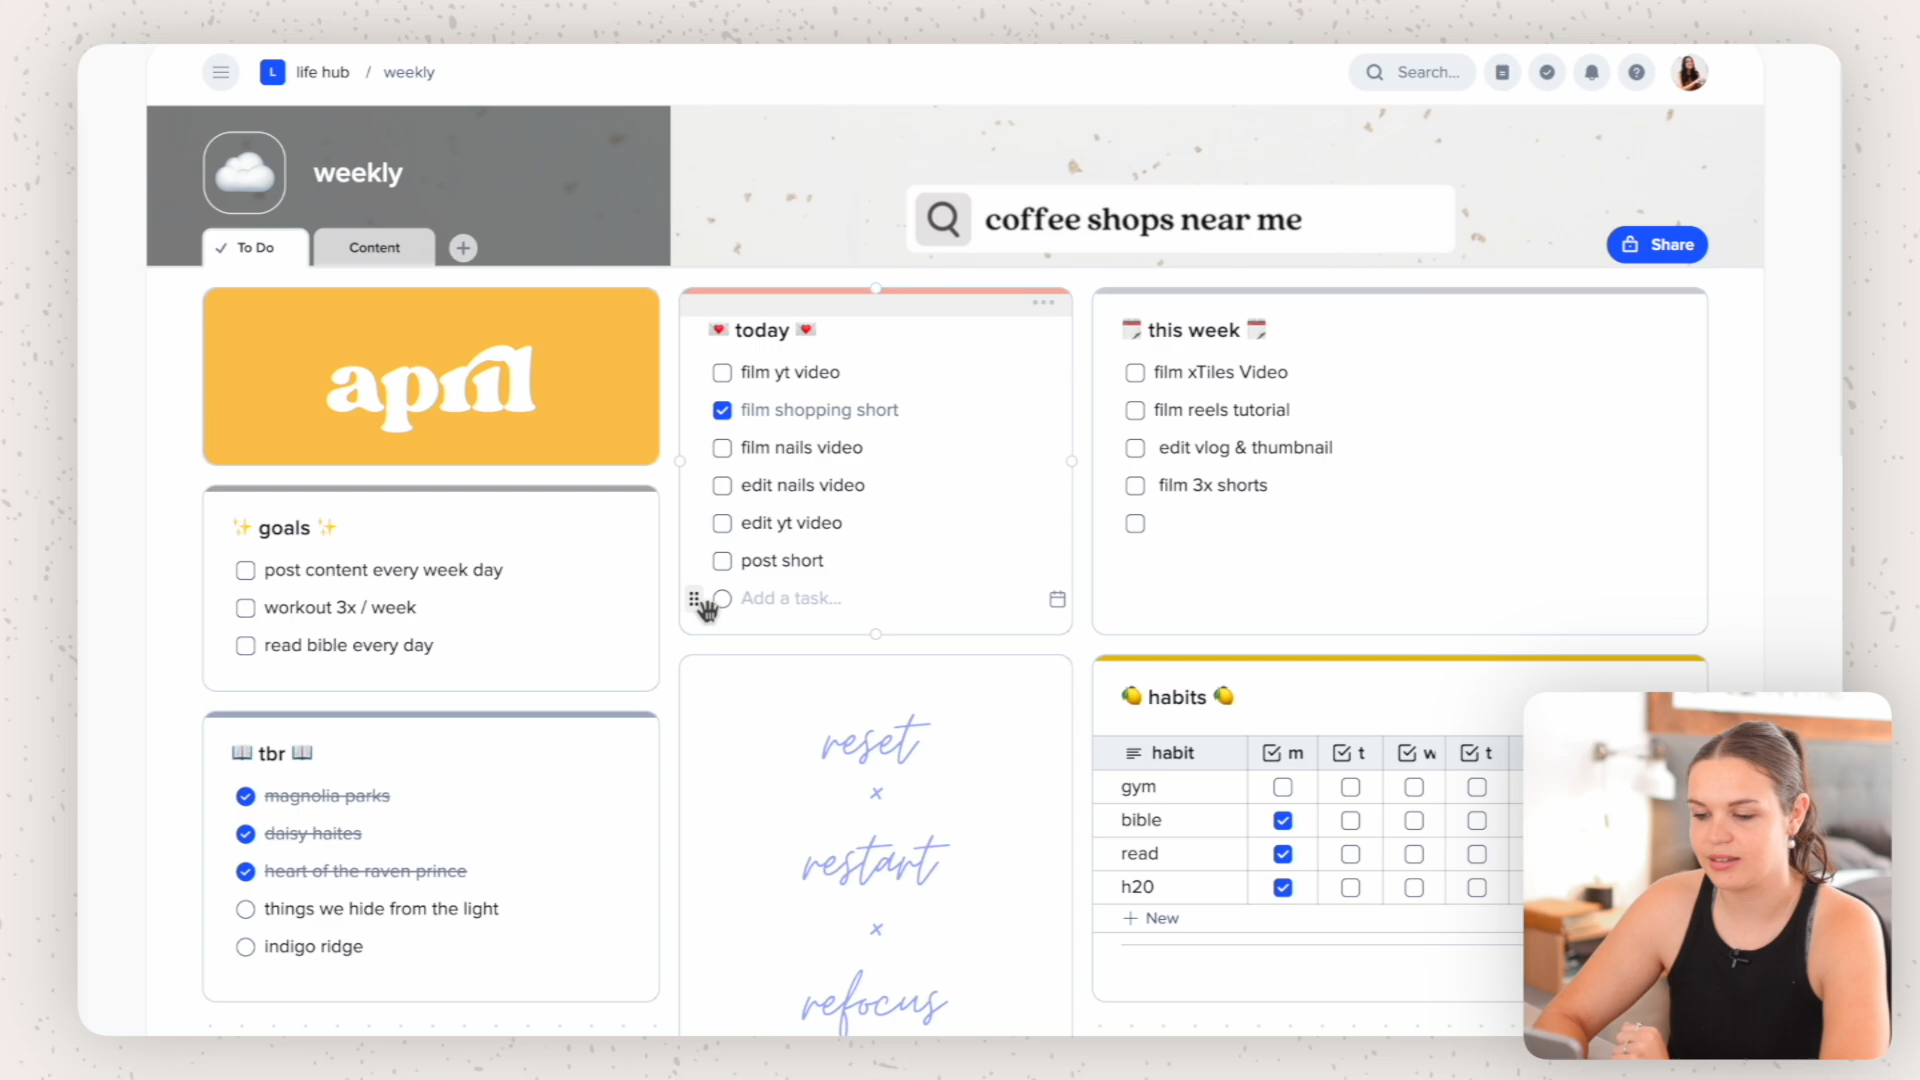 L life hub / weekly
Search...
weekly
To Do
Content
coffee shops near me
Share
april
goals
post content every week day
workout 3x / week
read bible every day
tbr
magnolia parks
daisy haites
heart of the raven prince
things we hide from the light
indigo ridge
today
film yt video
film shopping short
film nails video
edit nails video
edit yt video
post short
Add a task...
reset
x
restart
x
refocus
this week
film xTiles Video
film reels tutorial
edit vlog & thumbnail
film 3x shorts
habits
habit m t w t
gym
bible
read
h20
+ New